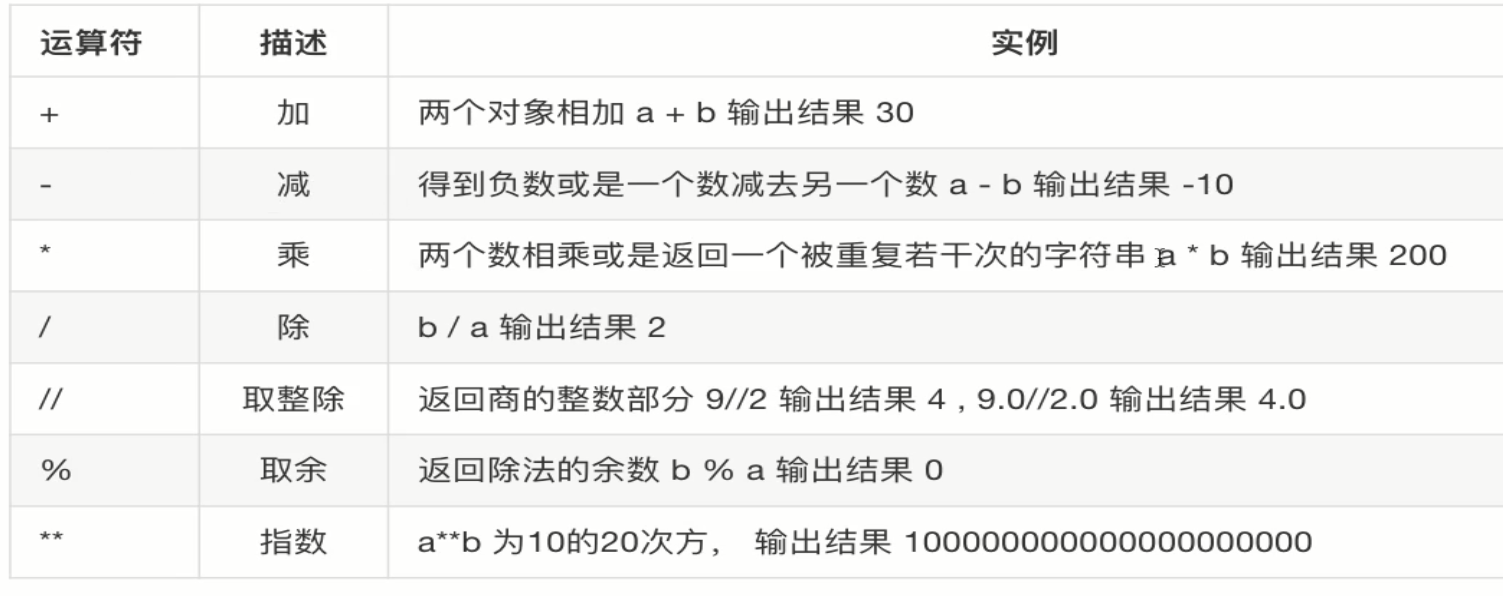 运算符 描述 实例
+ 加 两个对象相加 a + b 输出结果 30
- 减 得到负数或是一个数减去另一个数 a - b 输出结果 -10
* 乘 两个数相乘或是返回一个被重复若干次的字符串 a * b 输出结果 200
/ 除 b / a 输出结果 2
// 取整除 返回商的整数部分 9//2 输出结果 4 , 9.0//2.0 输出结果 4.0
% 取余 返回除法的余数 b % a 输出结果 0
** 指数 a**b 为10的20次方， 输出结果 100000000000000000000